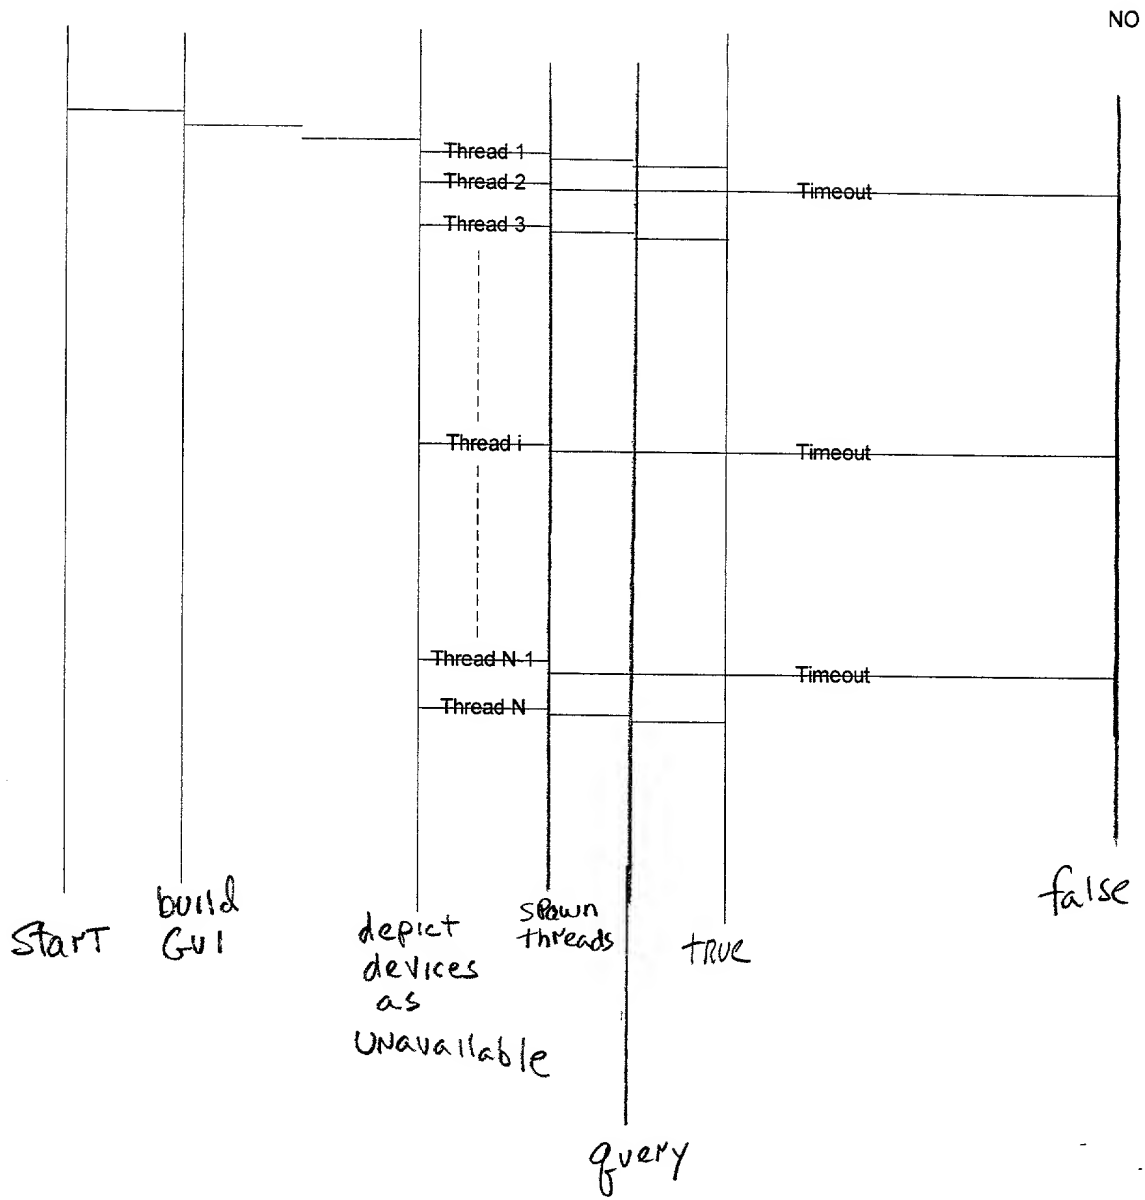 NO
Thread 1
Thread 2
Timeout
Thread 3
Thread i
Timeout
Thread N-1
Timeout
Thread N
Start
build
GUI
depict
devices
as
UNavailable
spawn
threads
query
true
false